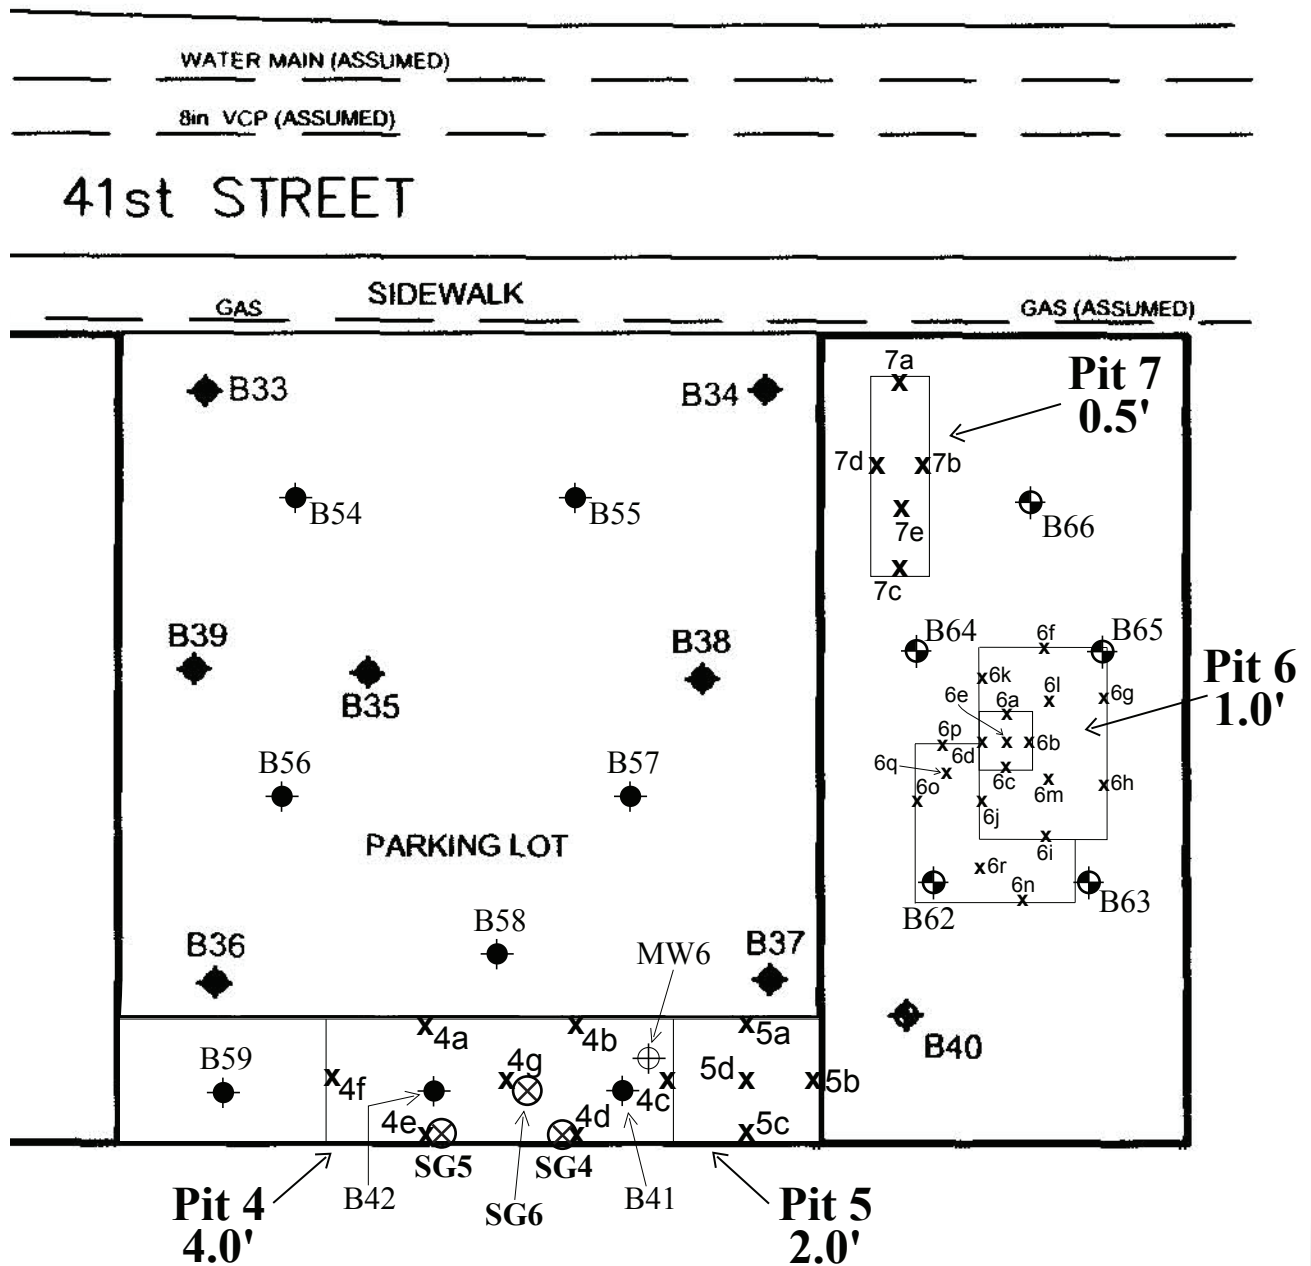 WATER MAIN (ASSUMED)
8in VCP (ASSUMED)
41st STREET
SIDEWALK
GAS
GAS (ASSUMED)
7a
Pit 7
0.5'
B33
B34
7d
7b
B54
B55
7e
B66
7c
B39
B38
B64
6f
B65
Pit 6
1.0'
B35
6k
6e
6a
6l
6g
6p
6d
6b
6q
6c
6m
6h
6o
6j
B56
B57
PARKING LOT
6i
6r
6n
B62
B63
B58
B36
MW6
B37
4a
4b
5a
B40
B59
4f
4g
4c
5d
5b
4e
4d
5c
SG5
SG4
Pit 4
4.0'
B42
SG6
B41
Pit 5
2.0'